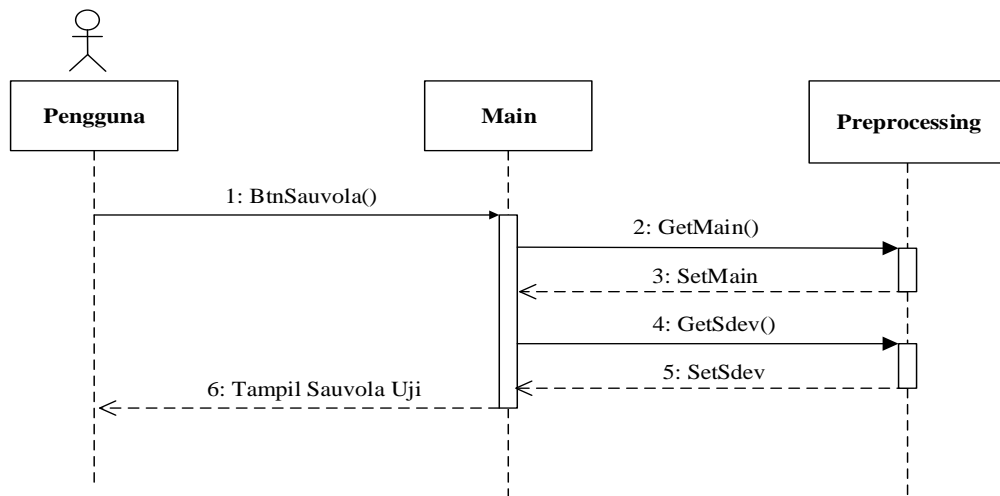 Pengguna
Main
Preprocessing
1: BtnSauvola()
2: GetMain()
3: SetMain
4: GetSdev()
5: SetSdev
6: Tampil Sauvola Uji